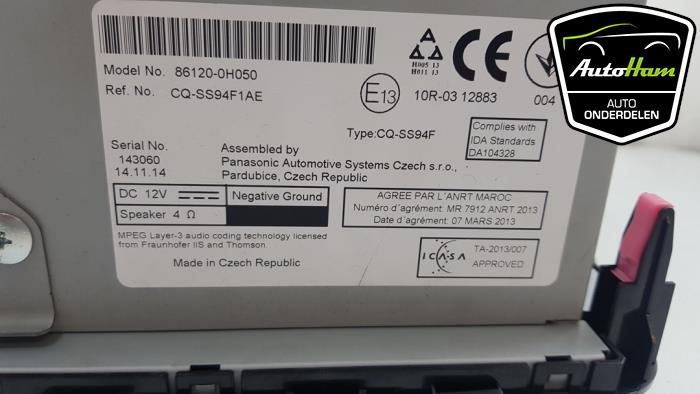 Model No. 86120-0H050
Ref. No. CQ-SS94F1AE
H005 13
H011 13
CE
E13
10R-03 12883
004
Type:CQ-SS94F
Complies with
IDA Standards
DA104328
Serial No.
143060
14.11.14
Assembled by
Panasonic Automotive Systems Czech s.r.o.,
Pardubice, Czech Republic
DC 12V
Negative Ground
Speaker 4 Ω
AGREE PAR L'ANRT MAROC
Numéro d'agrément: MR 7912 ANRT 2013
Date d'agrément: 07 MARS 2013
MPEG Layer-3 audio coding technology licensed
from Fraunhofer IIS and Thomson.
Made in Czech Republic
ICASA
TA-2013/007
APPROVED
AutoHam
AUTO
ONDERDELEN